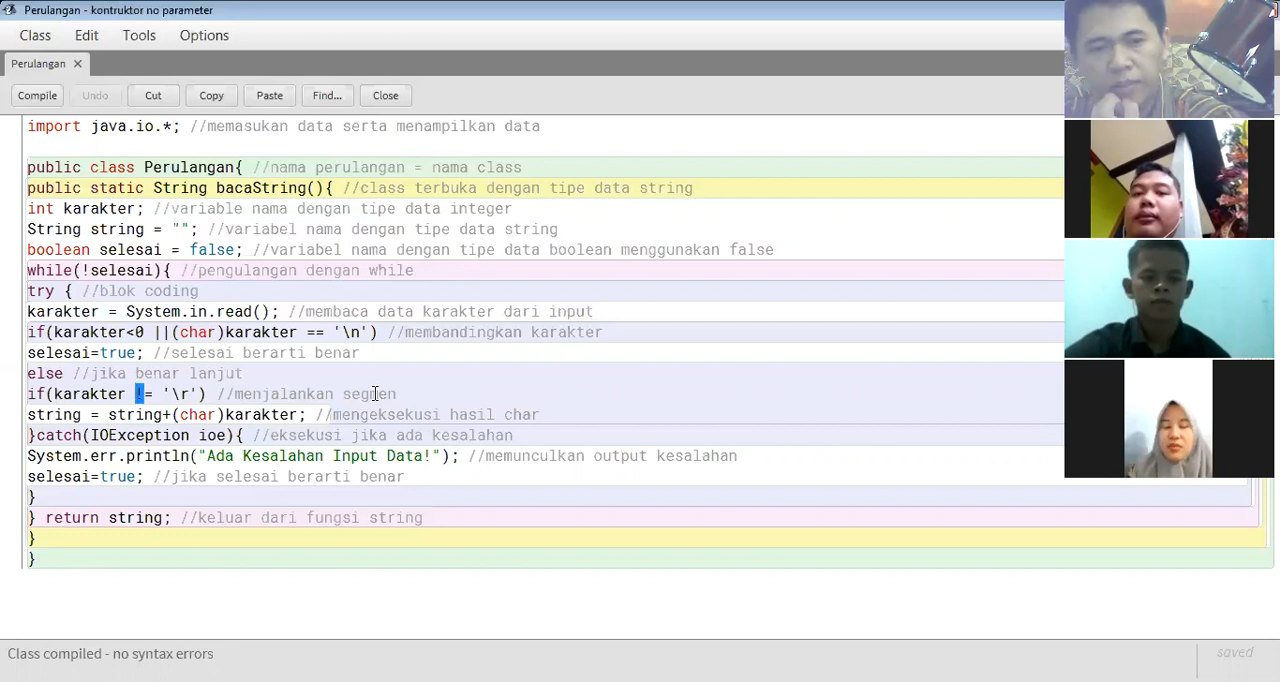 Perulangan - kontruktor no parameter
Class Edit Tools Options
Perulangan
Compile Undo Cut Copy Paste Find... Close
import java.io.*; //memasukan data serta menampilkan data
public class Perulangan{ //nama perulangan = nama class
public static String bacaString(){ //class terbuka dengan tipe data string
int karakter; //variable nama dengan tipe data integer
String string = ""; //variabel nama dengan tipe data string
boolean selesai = false; //variabel nama dengan tipe data boolean menggunakan false
while(!selesai){ //pengulangan dengan while
try { //blok coding
karakter = System.in.read(); //membaca data karakter dari input
if(karakter<0 ||(char)karakter == '\n') //membandingkan karakter
selesai=true; //selesai berarti benar
else //jika benar lanjut
if(karakter != '\r') //menjalankan segmen
string = string+(char)karakter; //mengeksekusi hasil char
}catch(IOException ioe){ //eksekusi jika ada kesalahan
System.err.println("Ada Kesalahan Input Data!"); //memunculkan output kesalahan
selesai=true; //jika selesai berarti benar
}
} return string; //keluar dari fungsi string
}
}
Class compiled - no syntax errors
saved